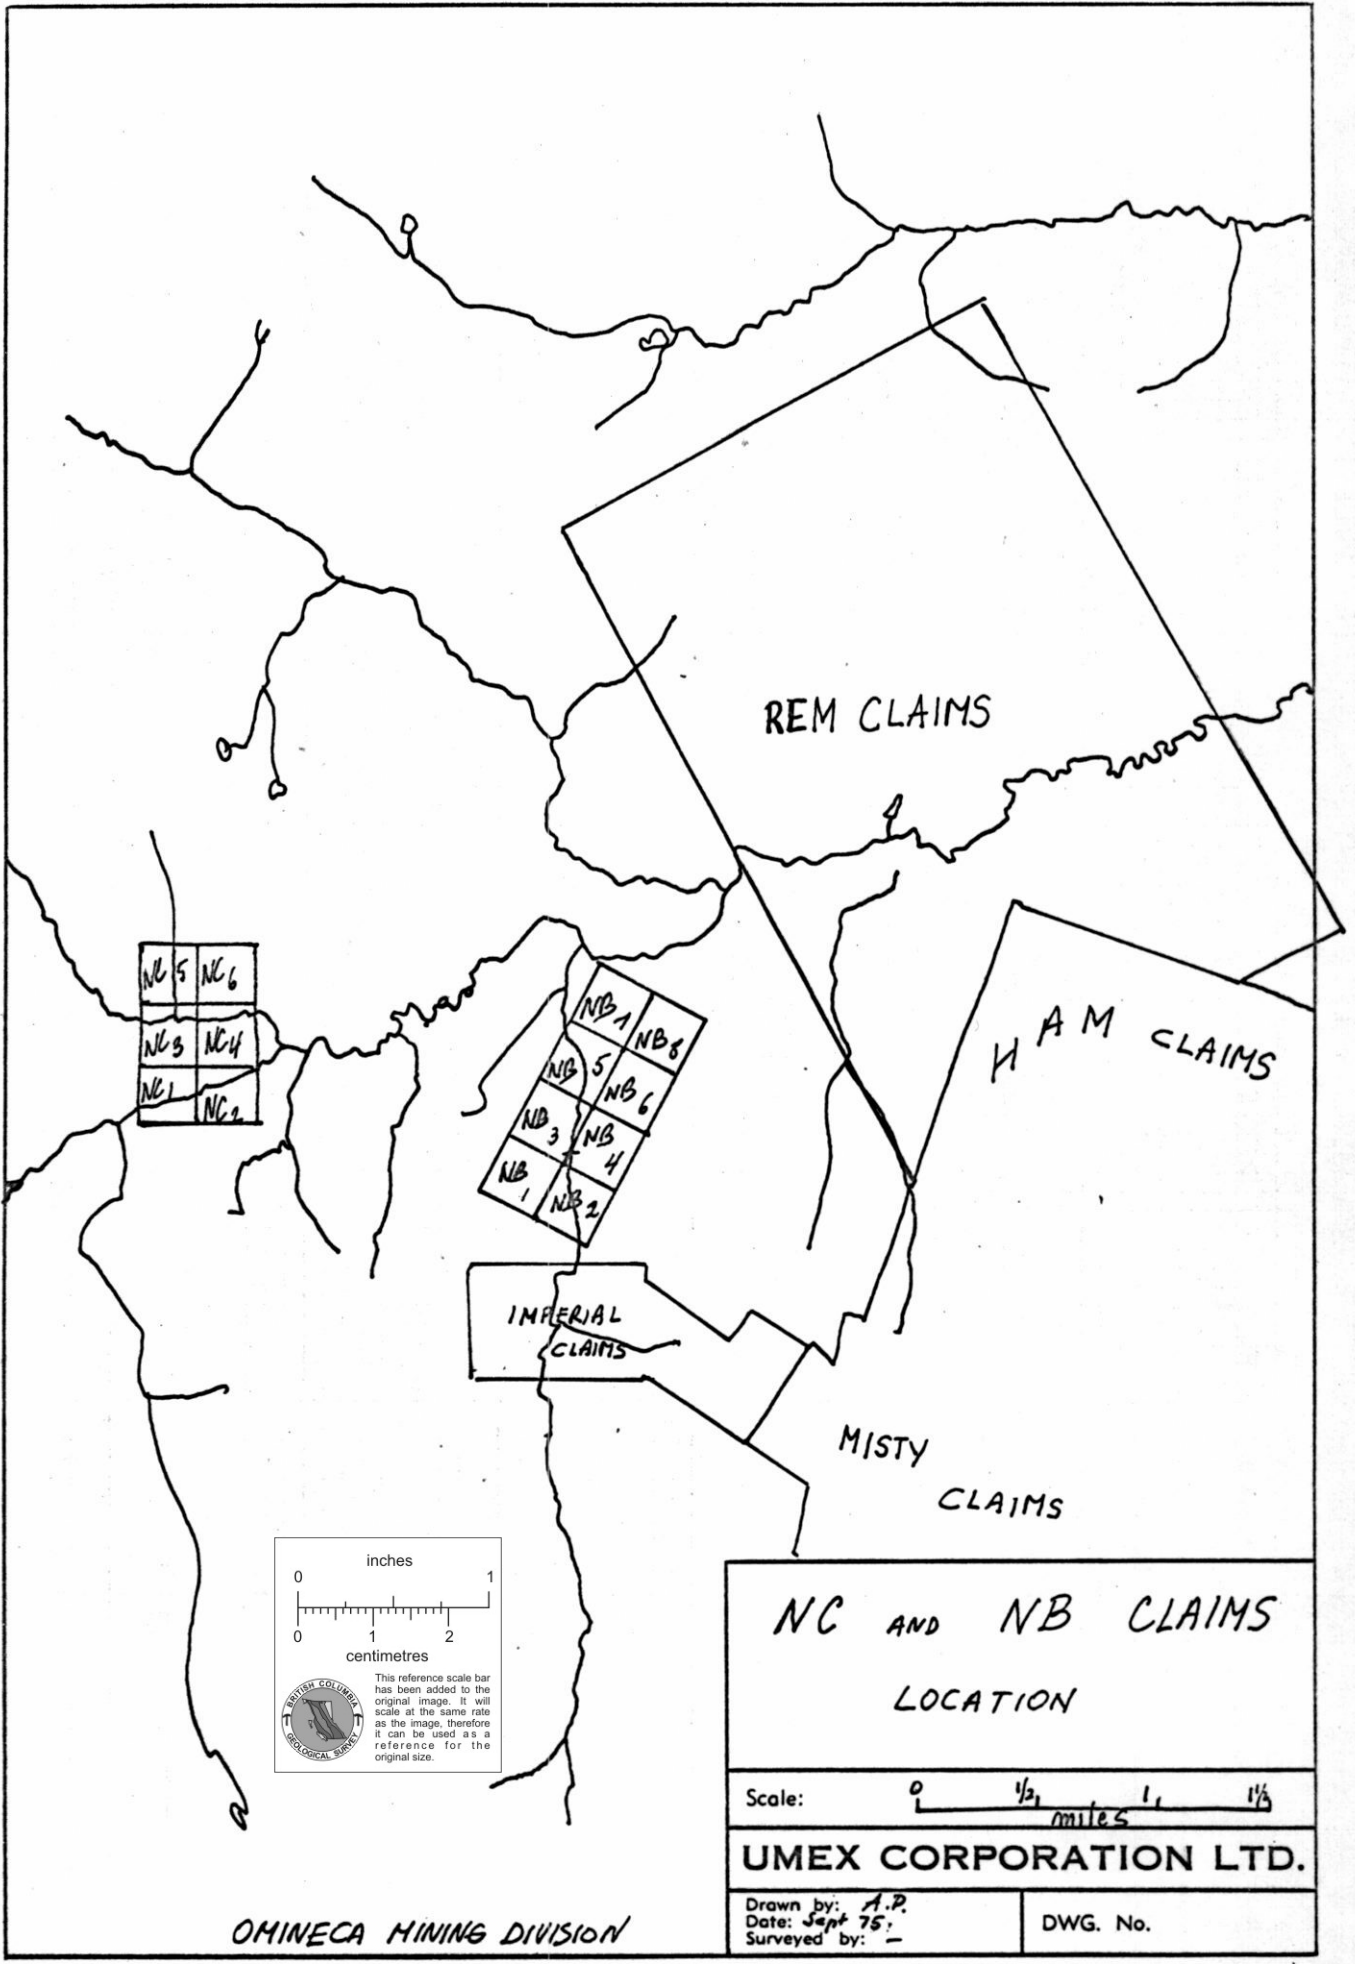 REM CLAIMS
NC 5 NC 6
NC 3 NC 4
NC 1 NC 2
NB 8
NB 5 NB 6
NB 3 NB 4
NB 1 NB 2
HAM CLAIMS
IMPERIAL
CLAIMS
MISTY
CLAIMS
inches
0 1
0 1 2
centimetres
BRITISH COLUMBIA
GEOLOGICAL SURVEY
This reference scale bar
has been added to the
original image. It will
scale at the same rate
as the image, therefore
it can be used as a
reference for the
original size.
NC AND NB CLAIMS
LOCATION
Scale: 0 1/2 1 1 1/2
miles
UMEX CORPORATION LTD.
Drawn by: A.P.
Date: Sept 75.
Surveyed by: —
DWG. No.
OMINECA MINING DIVISION